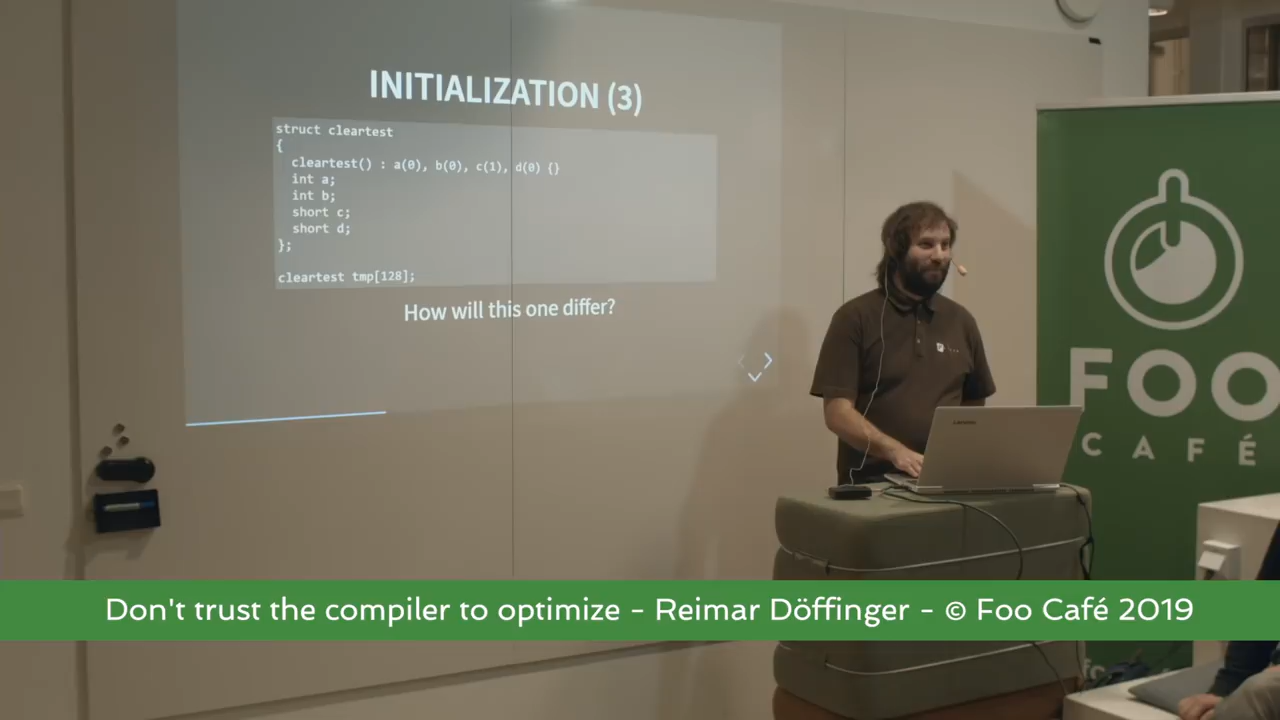 INITIALIZATION (3)
struct cleartest
{
  cleartest() : a(0), b(0), c(1), d(0) {}
  int a;
  int b;
  short c;
  short d;
};
cleartest tmp[128];
How will this one differ?
FOO
CAFÉ
Don't trust the compiler to optimize - Reimar Döffinger - © Foo Café 2019